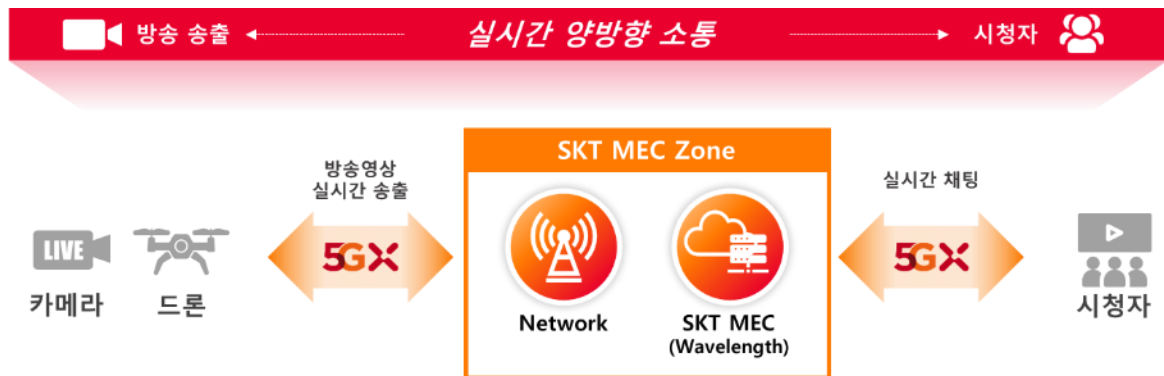 방송 송출 실시간 양방향 소통 시청자
SKT MEC Zone
방송영상
실시간 송출
실시간 채팅
LIVE
5GX
5GX
카메라
드론
Network
SKT MEC
(Wavelength)
시청자